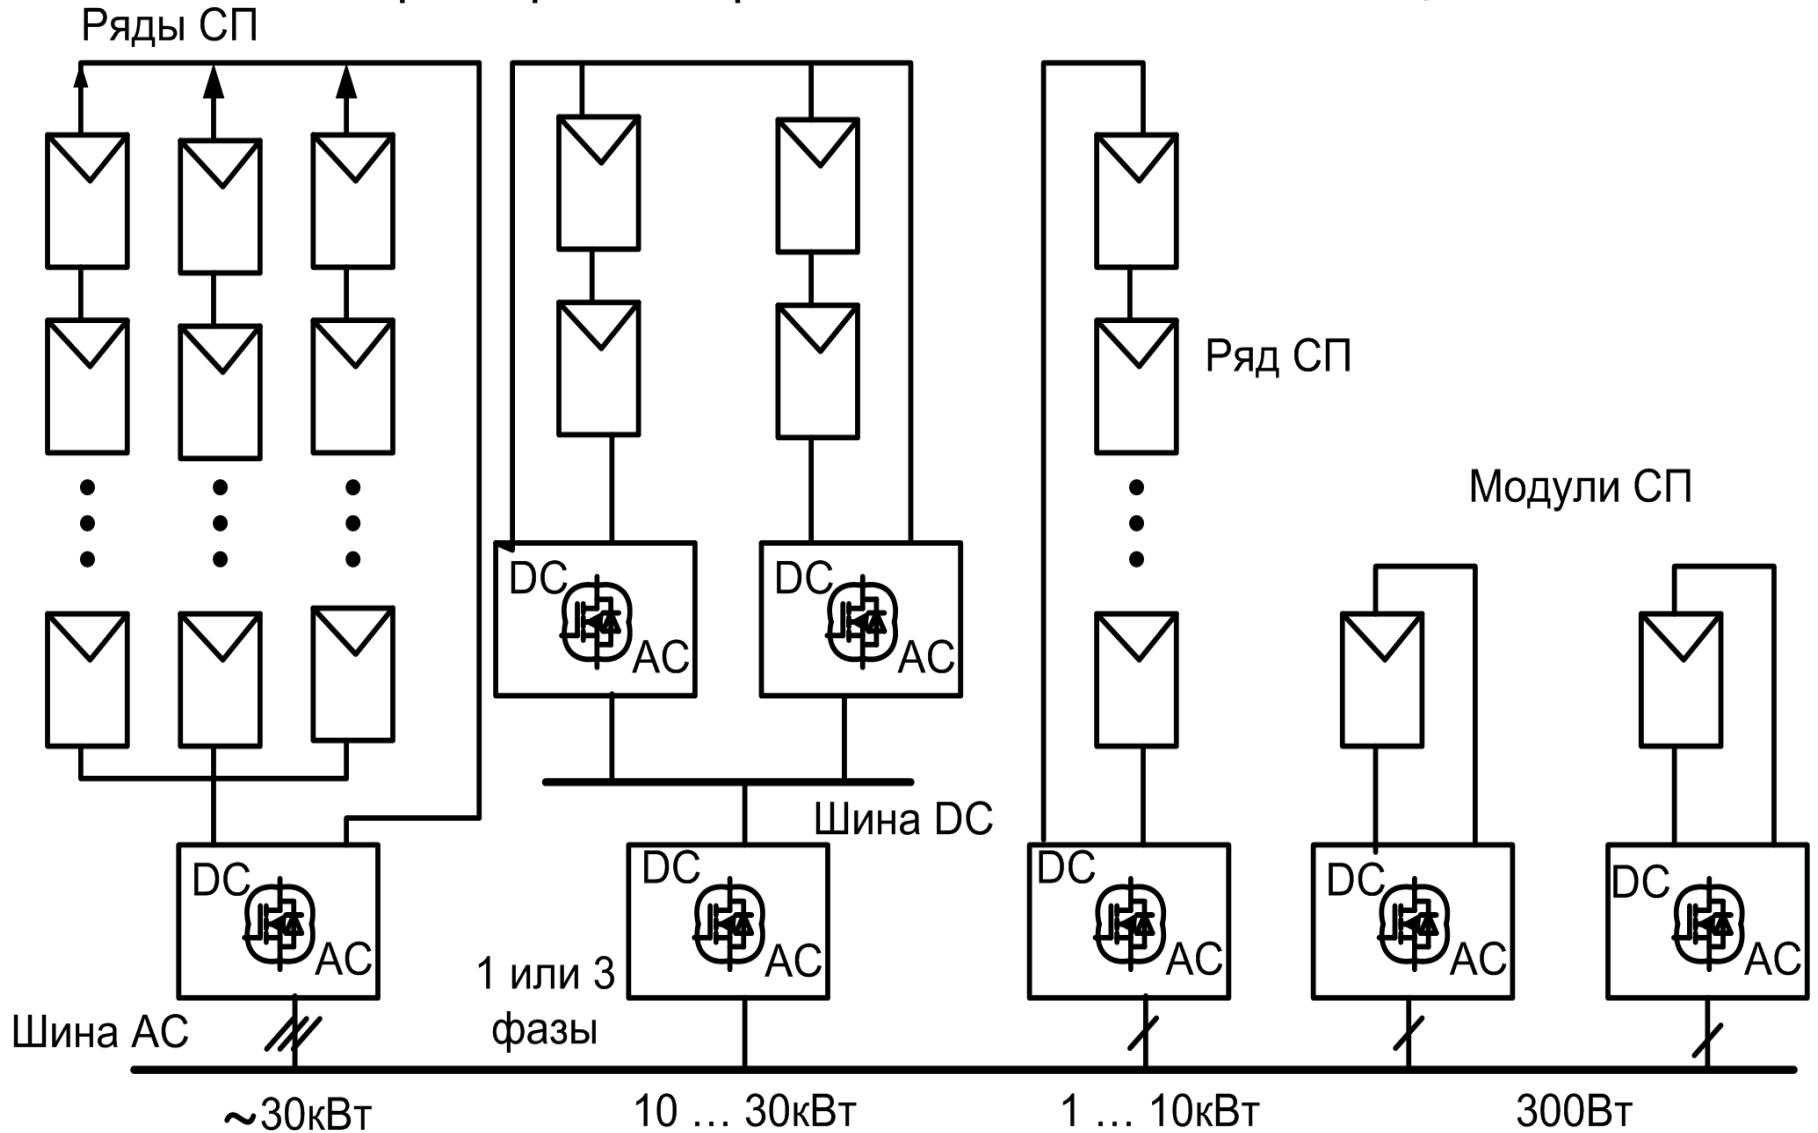 Ряды СП
Ряд СП
Модули СП
DC
AC
DC
AC
Шина DC
DC
AC
DC
AC
DC
AC
DC
AC
DC
AC
1 или 3
фазы
Шина AC
~30кВт
10 ... 30кВт
1 ... 10кВт
300Вт